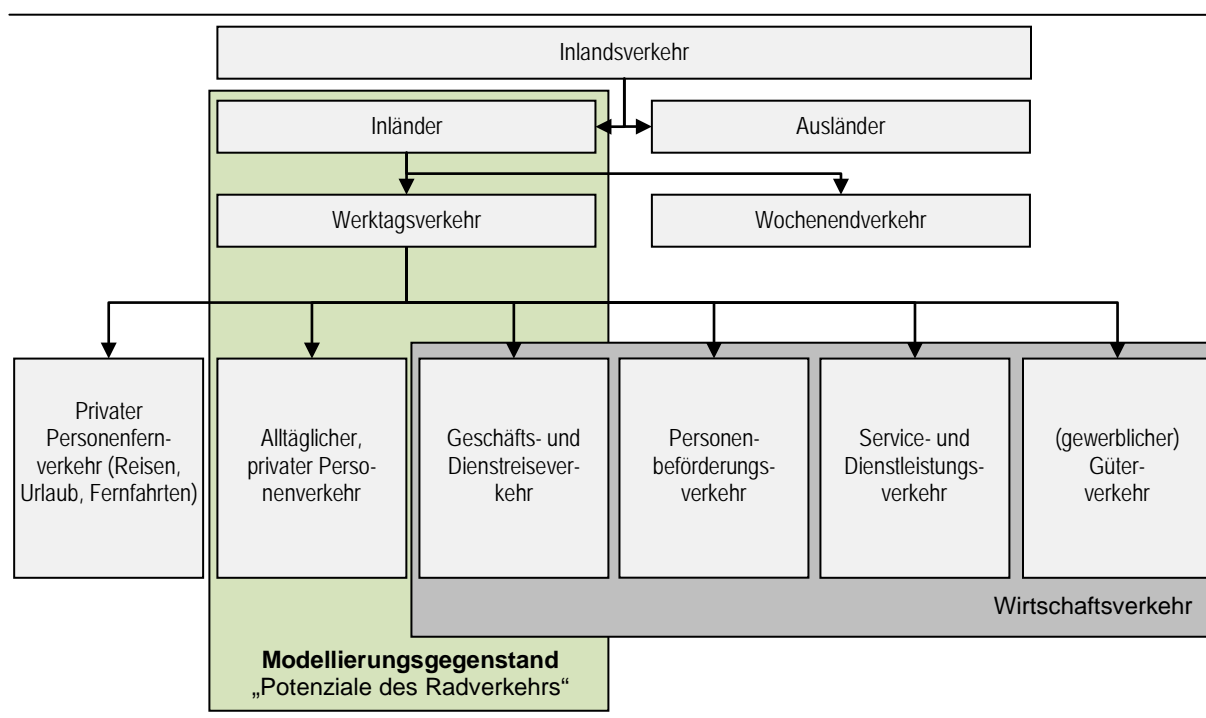 Inlandsverkehr
Inländer
Ausländer
Werktagsverkehr
Wochenendverkehr
Privater
Personenfern-
verkehr (Reisen,
Urlaub, Fernfahrten)
Alltäglicher,
privater Perso-
nenverkehr
Geschäfts- und
Dienstreisever-
kehr
Personen-
beförderungs-
verkehr
Service- und
Dienstleistungs-
verkehr
(gewerblicher)
Güter-
verkehr
Wirtschaftsverkehr
Modellierungsgegenstand
„Potenziale des Radverkehrs“